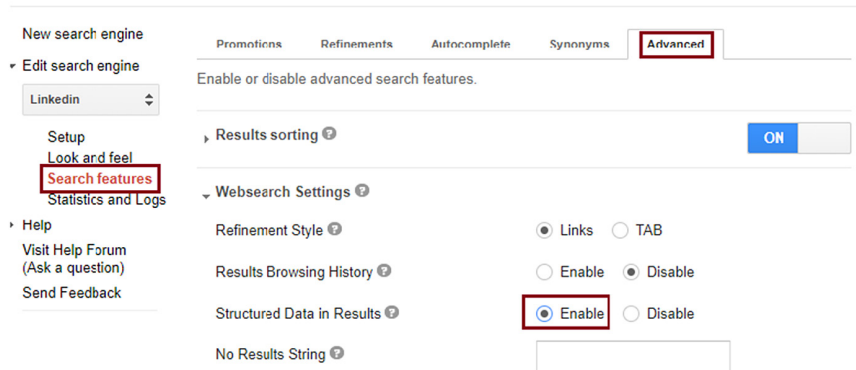 New search engine
Edit search engine
Linkedin
Setup
Look and feel
Search features
Statistics and Logs
Help
Visit Help Forum
(Ask a question)
Send Feedback
Promotions Refinements Autocomplete Synonyms Advanced
Enable or disable advanced search features.
Results sorting ?
ON
Websearch Settings ?
Refinement Style ? Links TAB
Results Browsing History ? Enable Disable
Structured Data in Results ? Enable Disable
No Results String ?